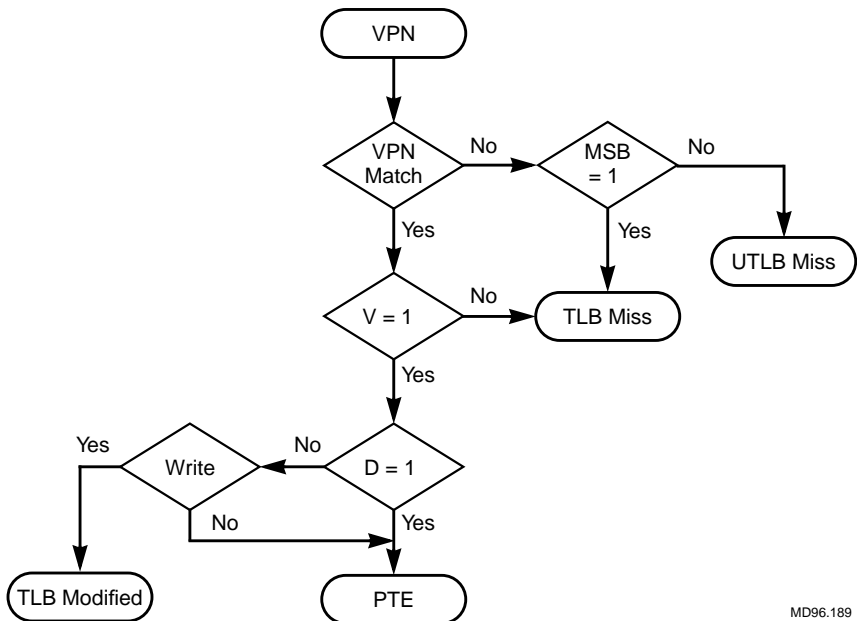 VPN
VPN
Match
No
MSB
= 1
No
Yes
Yes
UTLB Miss
V = 1
No
TLB Miss
Yes
Yes
Write
No
D = 1
No
Yes
TLB Modified
PTE
MD96.189